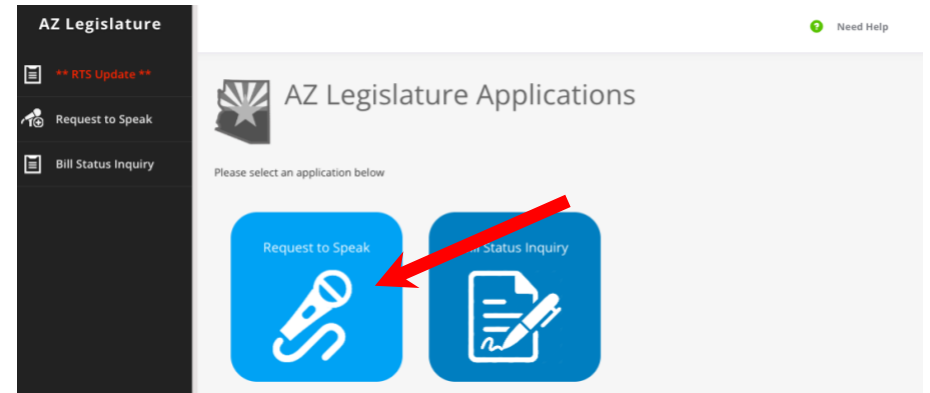 AZ Legislature
** RTS Update **
Request to Speak
Bill Status Inquiry
Need Help
AZ Legislature Applications
Please select an application below
Request to Speak
Status Inquiry